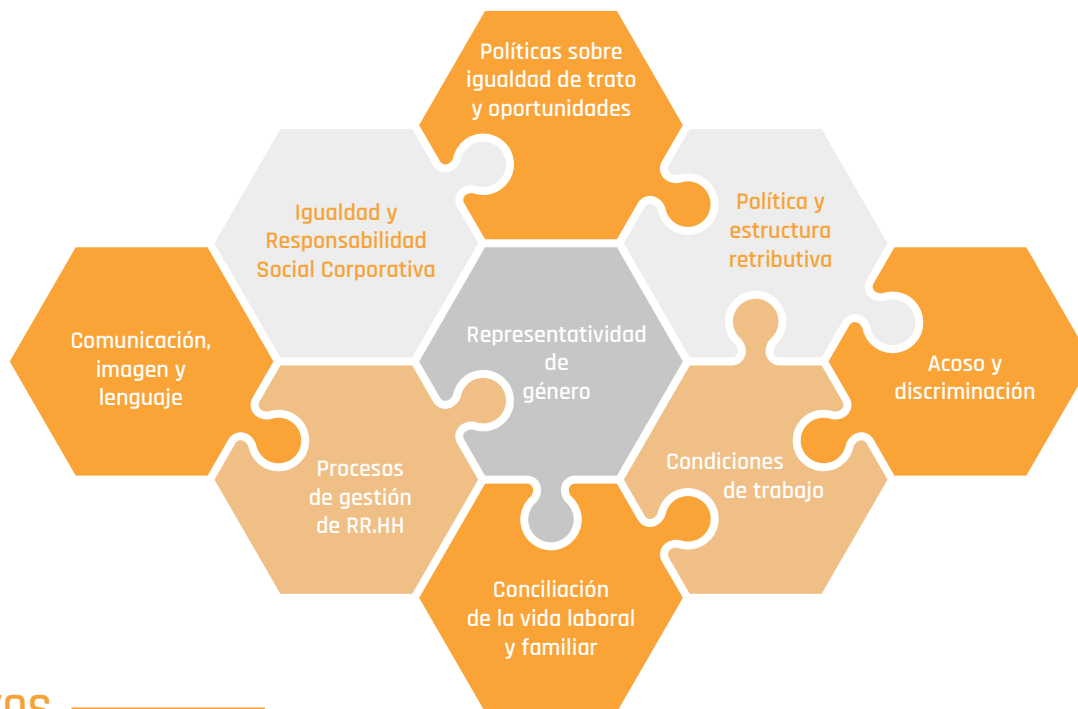 Políticas sobre
igualdad de trato
y oportunidades
Igualdad y
Responsabilidad
Social Corporativa
Política y
estructura
retributiva
Comunicación,
imagen y
lenguaje
Representatividad
de
género
Acoso y
discriminación
Procesos
de gestión
de RR.HH
Condiciones
de trabajo
Conciliación
de la vida laboral
y familiar